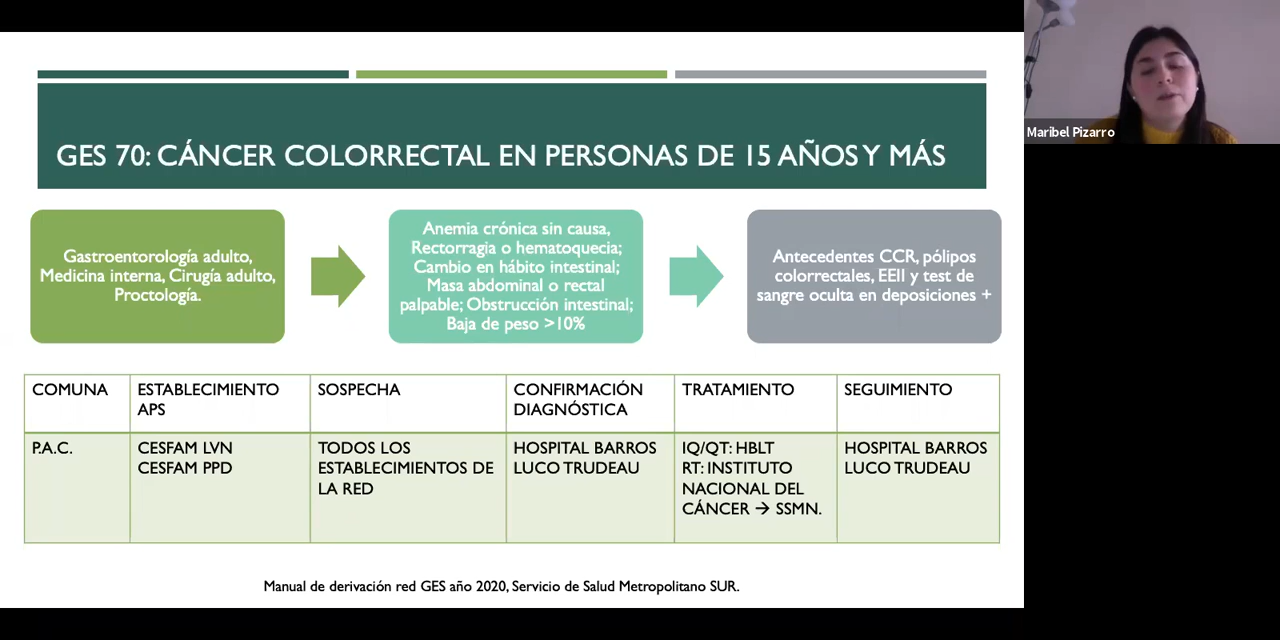 GES 70: CÁNCER COLORRECTAL EN PERSONAS DE 15 AÑOS Y MÁS
Gastroentorología adulto,
Medicina interna, Cirugía adulto,
Proctología.
Anemia crónica sin causa,
Rectorragia o hematoquecia;
Cambio en hábito intestinal;
Masa abdominal o rectal
palpable; Obstrucción intestinal;
Baja de peso >10%
Antecedentes CCR, pólipos
colorrectales, EEII y test de
sangre oculta en deposiciones +
COMUNA
ESTABLECIMIENTO
APS
SOSPECHA
CONFIRMACIÓN
DIAGNÓSTICA
TRATAMIENTO
SEGUIMIENTO
P.A.C.
CESFAM LVN
CESFAM PPD
TODOS LOS
ESTABLECIMIENTOS DE
LA RED
HOSPITAL BARROS
LUCO TRUDEAU
IQ/QT: HBLT
RT: INSTITUTO
NACIONAL DEL
CÁNCER → SSMN.
HOSPITAL BARROS
LUCO TRUDEAU
Manual de derivación red GES año 2020, Servicio de Salud Metropolitano SUR.
Maribel Pizarro